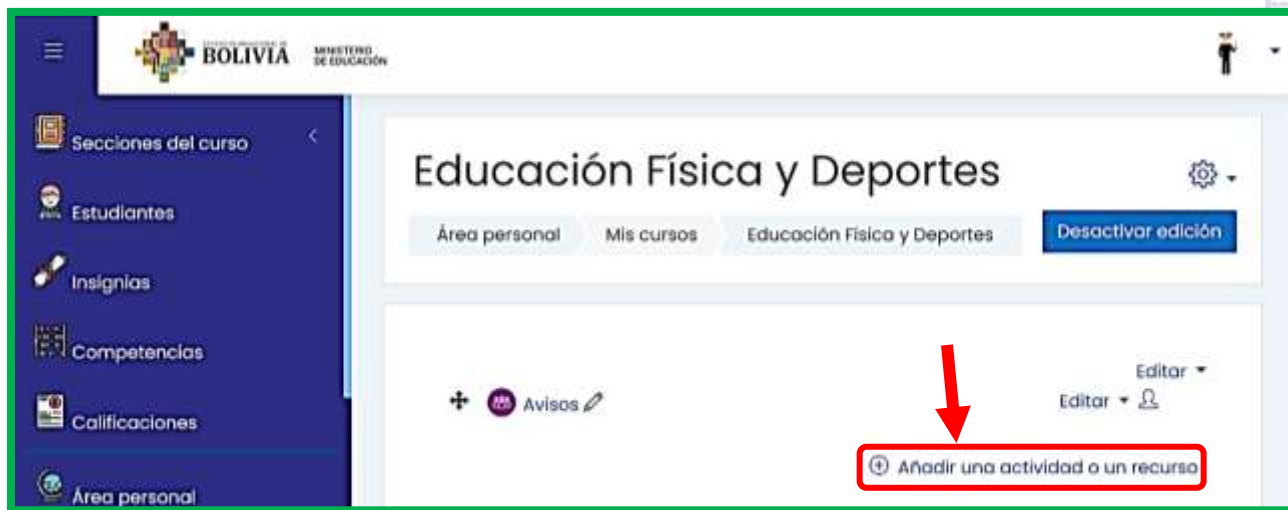 BOLIVIA
MINISTERIO
DE EDUCACIÓN
Secciones del curso
Estudiantes
Insignias
Competencias
Calificaciones
Área personal
Educación Física y Deportes
Área personal Mis cursos Educación Física y Deportes Desactivar edición
Editar
Avisos Editar
Añadir una actividad o un recurso